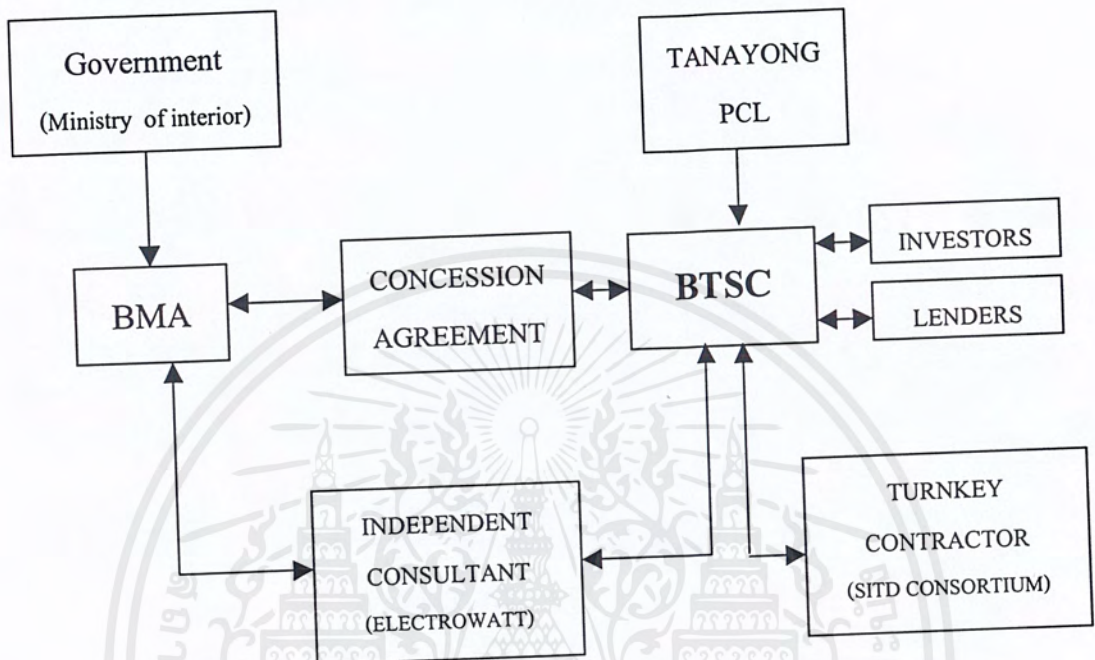 Government
(Ministry of interior)
TANAYONG
PCL
BMA
CONCESSION
AGREEMENT
BTSC
INVESTORS
LENDERS
INDEPENDENT
CONSULTANT
(ELECTROWATT)
TURNKEY
CONTRACTOR
(SITD CONSORTIUM)